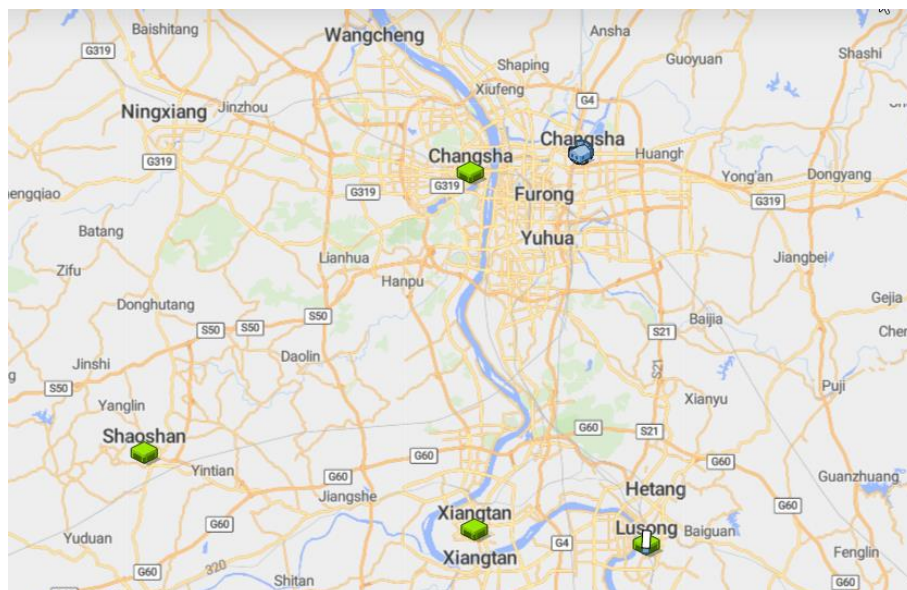 Baishitang
Wangcheng
Ansha
G319
Shaping
Guoyuan
Shashi
Xiufeng
Ningxiang
Jinzhou
G4
Changsha
Changsha
G319
Huangh
Yong'an
Dongyang
G319
G319
G319
Furong
engqiao
Batang
Yuhua
Lianhua
Jiangbei
Zifu
Hanpu
Donghutang
Gejia
S50
S50
S50
Baijia
S21
Cher
Daolin
Jinshi
S21
S50
Puji
Yanglin
Xianyu
G60
S21
Shaoshan
G60
G60
Yintian
G60
Guanzhuang
Jiangshe
Hetang
G60
Xiangtan
G60
Lusong
Baiguan
Yuduan
G4
Xiangtan
Fenglin
G60
320
Shitan
G60